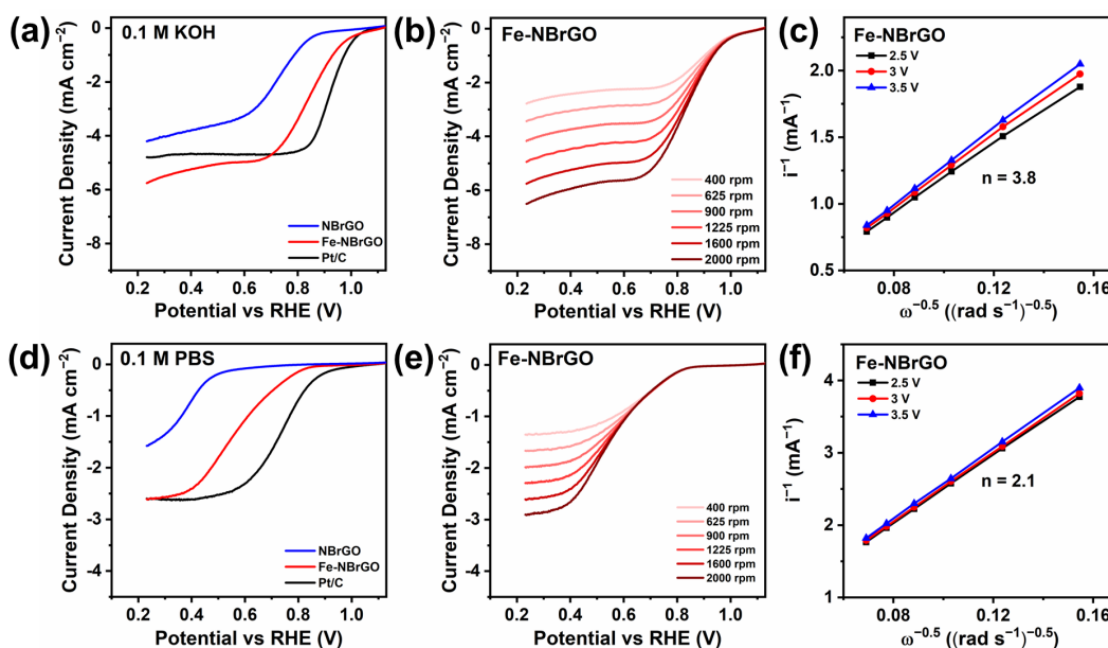 (a)
0.1 M KOH
0
-2
-4
-6
-8
Current Density (mA cm⁻²)
NBrGO
Fe-NBrGO
Pt/C
0.2 0.4 0.6 0.8 1.0
Potential vs RHE (V)
(b)
Fe-NBrGO
0
-2
-4
-6
-8
Current Density (mA cm⁻²)
400 rpm
625 rpm
900 rpm
1225 rpm
1600 rpm
2000 rpm
0.2 0.4 0.6 0.8 1.0
Potential vs RHE (V)
(c)
Fe-NBrGO
2.5 V
3 V
3.5 V
2.0
1.5
1.0
0.5
i⁻¹ (mA⁻¹)
n = 3.8
0.08 0.12 0.16
ω⁻⁰·⁵ ((rad s⁻¹)⁻⁰·⁵)
(d)
0.1 M PBS
0
-1
-2
-3
-4
Current Density (mA cm⁻²)
NBrGO
Fe-NBrGO
Pt/C
0.2 0.4 0.6 0.8 1.0
Potential vs RHE (V)
(e)
Fe-NBrGO
0
-1
-2
-3
-4
Current Density (mA cm⁻²)
400 rpm
625 rpm
900 rpm
1225 rpm
1600 rpm
2000 rpm
0.2 0.4 0.6 0.8 1.0
Potential vs RHE (V)
(f)
Fe-NBrGO
2.5 V
3 V
3.5 V
4
3
2
1
i⁻¹ (mA⁻¹)
n = 2.1
0.08 0.12 0.16
ω⁻⁰·⁵ ((rad s⁻¹)⁻⁰·⁵)